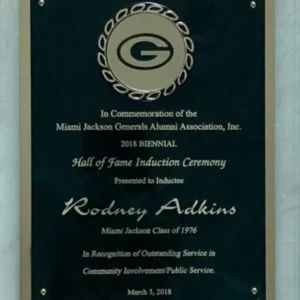 G
In Commemoration of the
Miami Jackson Generals Alumni Association, Inc.
2018 BIENNIAL
Hall of Fame Induction Ceremony
Presented to Inductee
Rodney Adkins
Miami Jackson Class of 1976
In Recognition of Outstanding Service in
Community Involvement/Public Service.
March 3, 2018